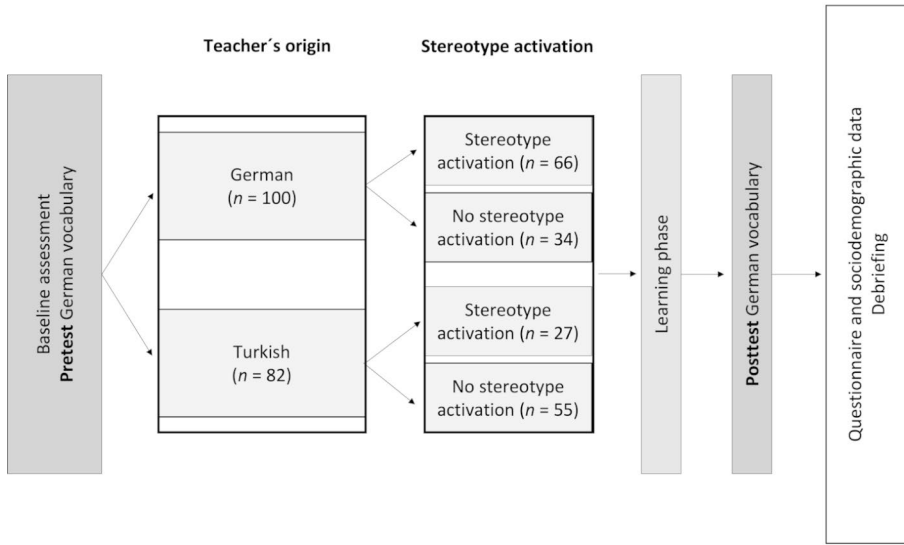 Teacher´s origin
Stereotype activation
Baseline assessment
Pretest German vocabulary
German
(n = 100)
Turkish
(n = 82)
Stereotype
activation (n = 66)
No stereotype
activation (n = 34)
Stereotype
activation (n = 27)
No stereotype
activation (n = 55)
Learning phase
Posttest German vocabulary
Questionnaire and sociodemographic data
Debriefing